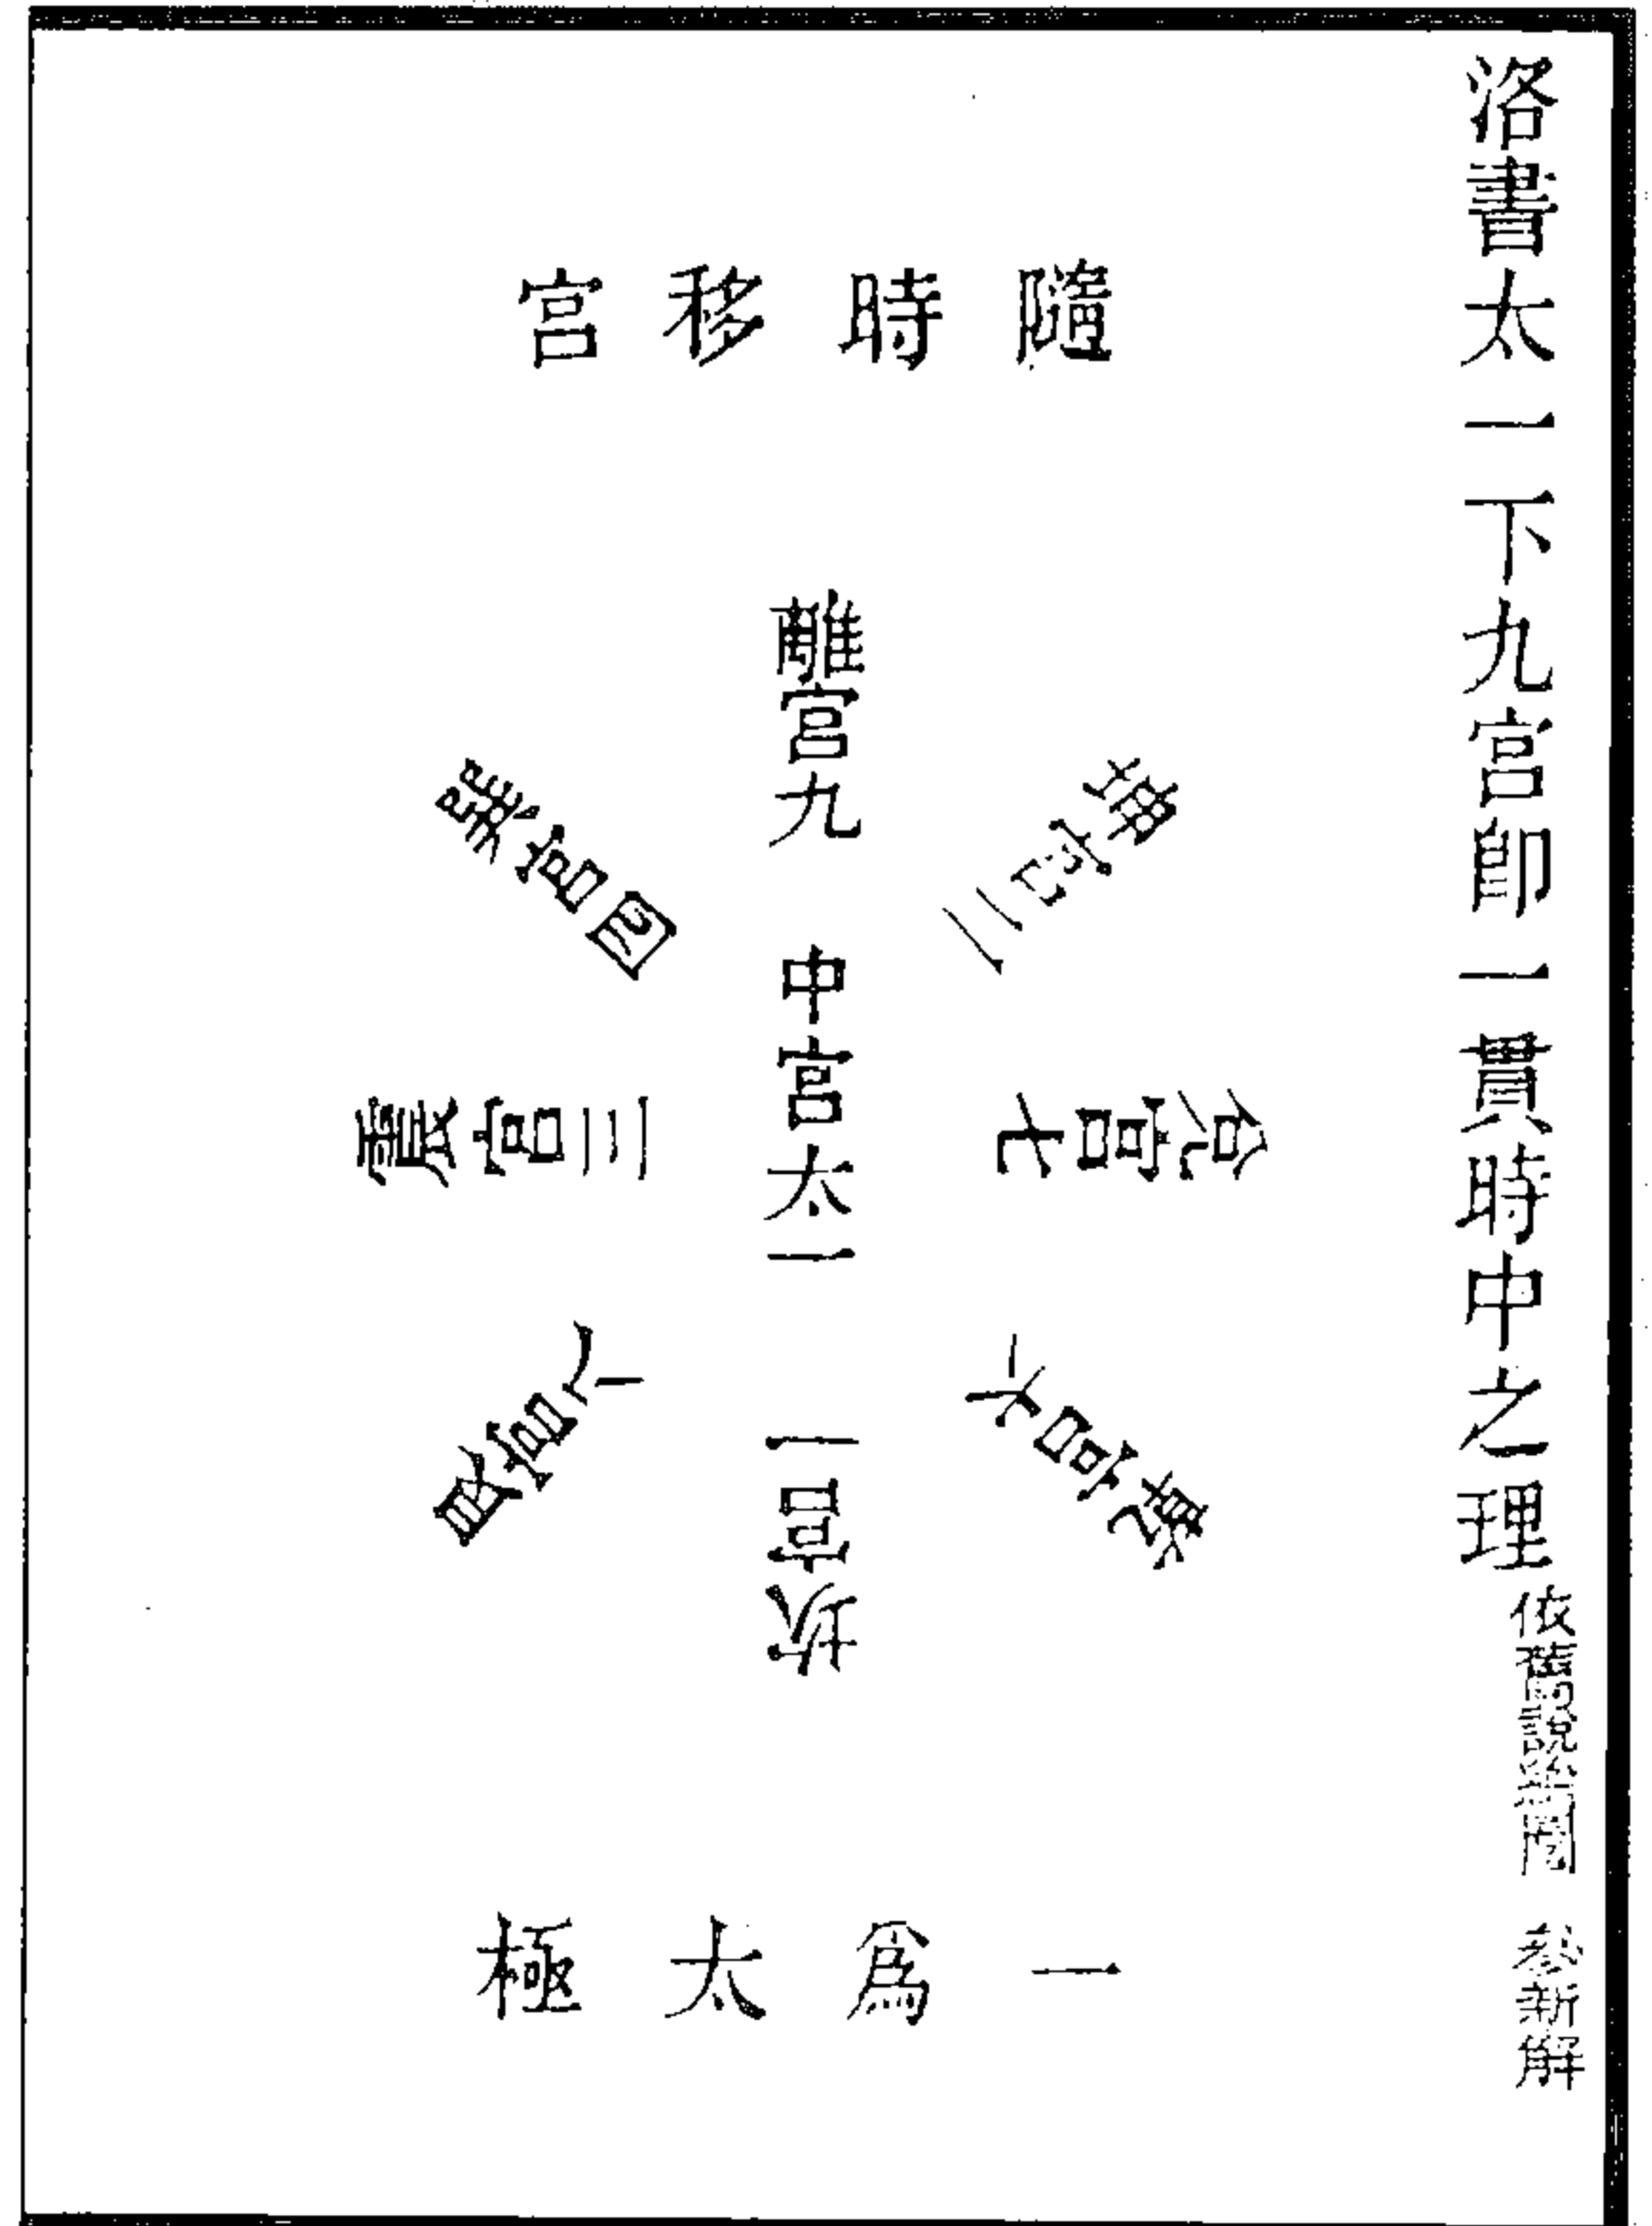 洛書太一下九宮即一貫時中之理
依舊說繪圖 參新解
隨時移宮
離宮九
坤宮二
兌宮七
乾宮六
坎宮一
艮宮八
震宮三
巽宮四
中宮太一
一爲太極